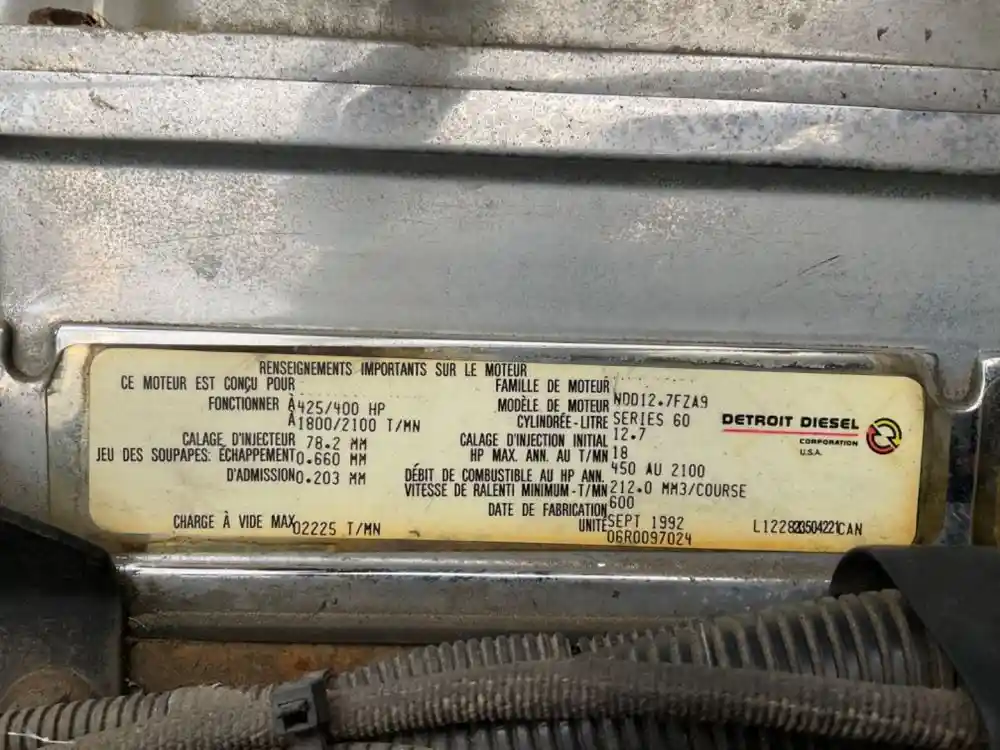 RENSEIGNEMENTS IMPORTANTS SUR LE MOTEUR
CE MOTEUR EST CONÇU POUR
FONCTIONNER À 425/400 HP
À 1800/2100 T/MN
CALAGE D'INJECTEUR 78.2 MM
JEU DES SOUPAPES: ÉCHAPPEMENT 0.660 MM
D'ADMISSION 0.203 MM
CHARGE À VIDE MAX 02225 T/MN
FAMILLE DE MOTEUR NDD12.7FZA9
MODÈLE DE MOTEUR SERIES 60
CYLINDRÉE-LITRE 12.7
CALAGE D'INJECTION INITIAL 18
HP MAX. ANN. AU T/MN 450 AU 2100
DÉBIT DE COMBUSTIBLE AU HP ANN. 212.0 MM3/COURSE
VITESSE DE RALENTI MINIMUM-T/MN 600
DATE DE FABRICATION SEPT 1992
UNITÉ 06R0097024
DETROIT DIESEL
CORPORATION
U.S.A.
CAN